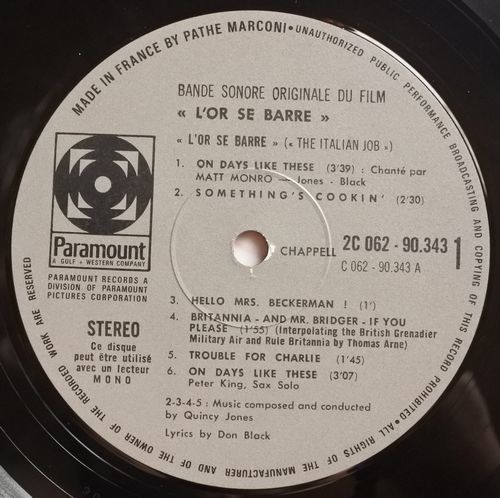 MADE IN FRANCE BY PATHE MARCONI • UNAUTHORIZED PUBLIC PERFORMANCE BROADCASTING AND COPYING OF THIS RECORD PROHIBITED • ALL RIGHTS OF THE MANUFACTURER AND OF THE OWNER OF THE RECORDED WORK ARE RESERVED
BANDE SONORE ORIGINALE DU FILM
« L'OR SE BARRE »
« L'OR SE BARRE » (« THE ITALIAN JOB »)
1. ON DAYS LIKE THESE (3'39) : Chanté par
MATT MONRO — Jones - Black
2. SOMETHING'S COOKIN' (2'30)
Paramount
A GULF + WESTERN COMPANY
PARAMOUNT RECORDS A
DIVISION OF PARAMOUNT
PICTURES CORPORATION
CHAPPELL
2C 062 - 90.343 1
C 062 - 90.343 A
STEREO
Ce disque
peut être utilisé
avec un lecteur
MONO
3. HELLO MRS. BECKERMAN ! (1')
4. BRITANNIA - AND MR. BRIDGER - IF YOU
PLEASE (1'55) (Interpolating the British Grenadier
Military Air and Rule Britannia by Thomas Arne)
5. TROUBLE FOR CHARLIE (1'45)
6. ON DAYS LIKE THESE (3'07)
Peter King, Sax Solo
2-3-4-5 : Music composed and conducted
by Quincy Jones
Lyrics by Don Black